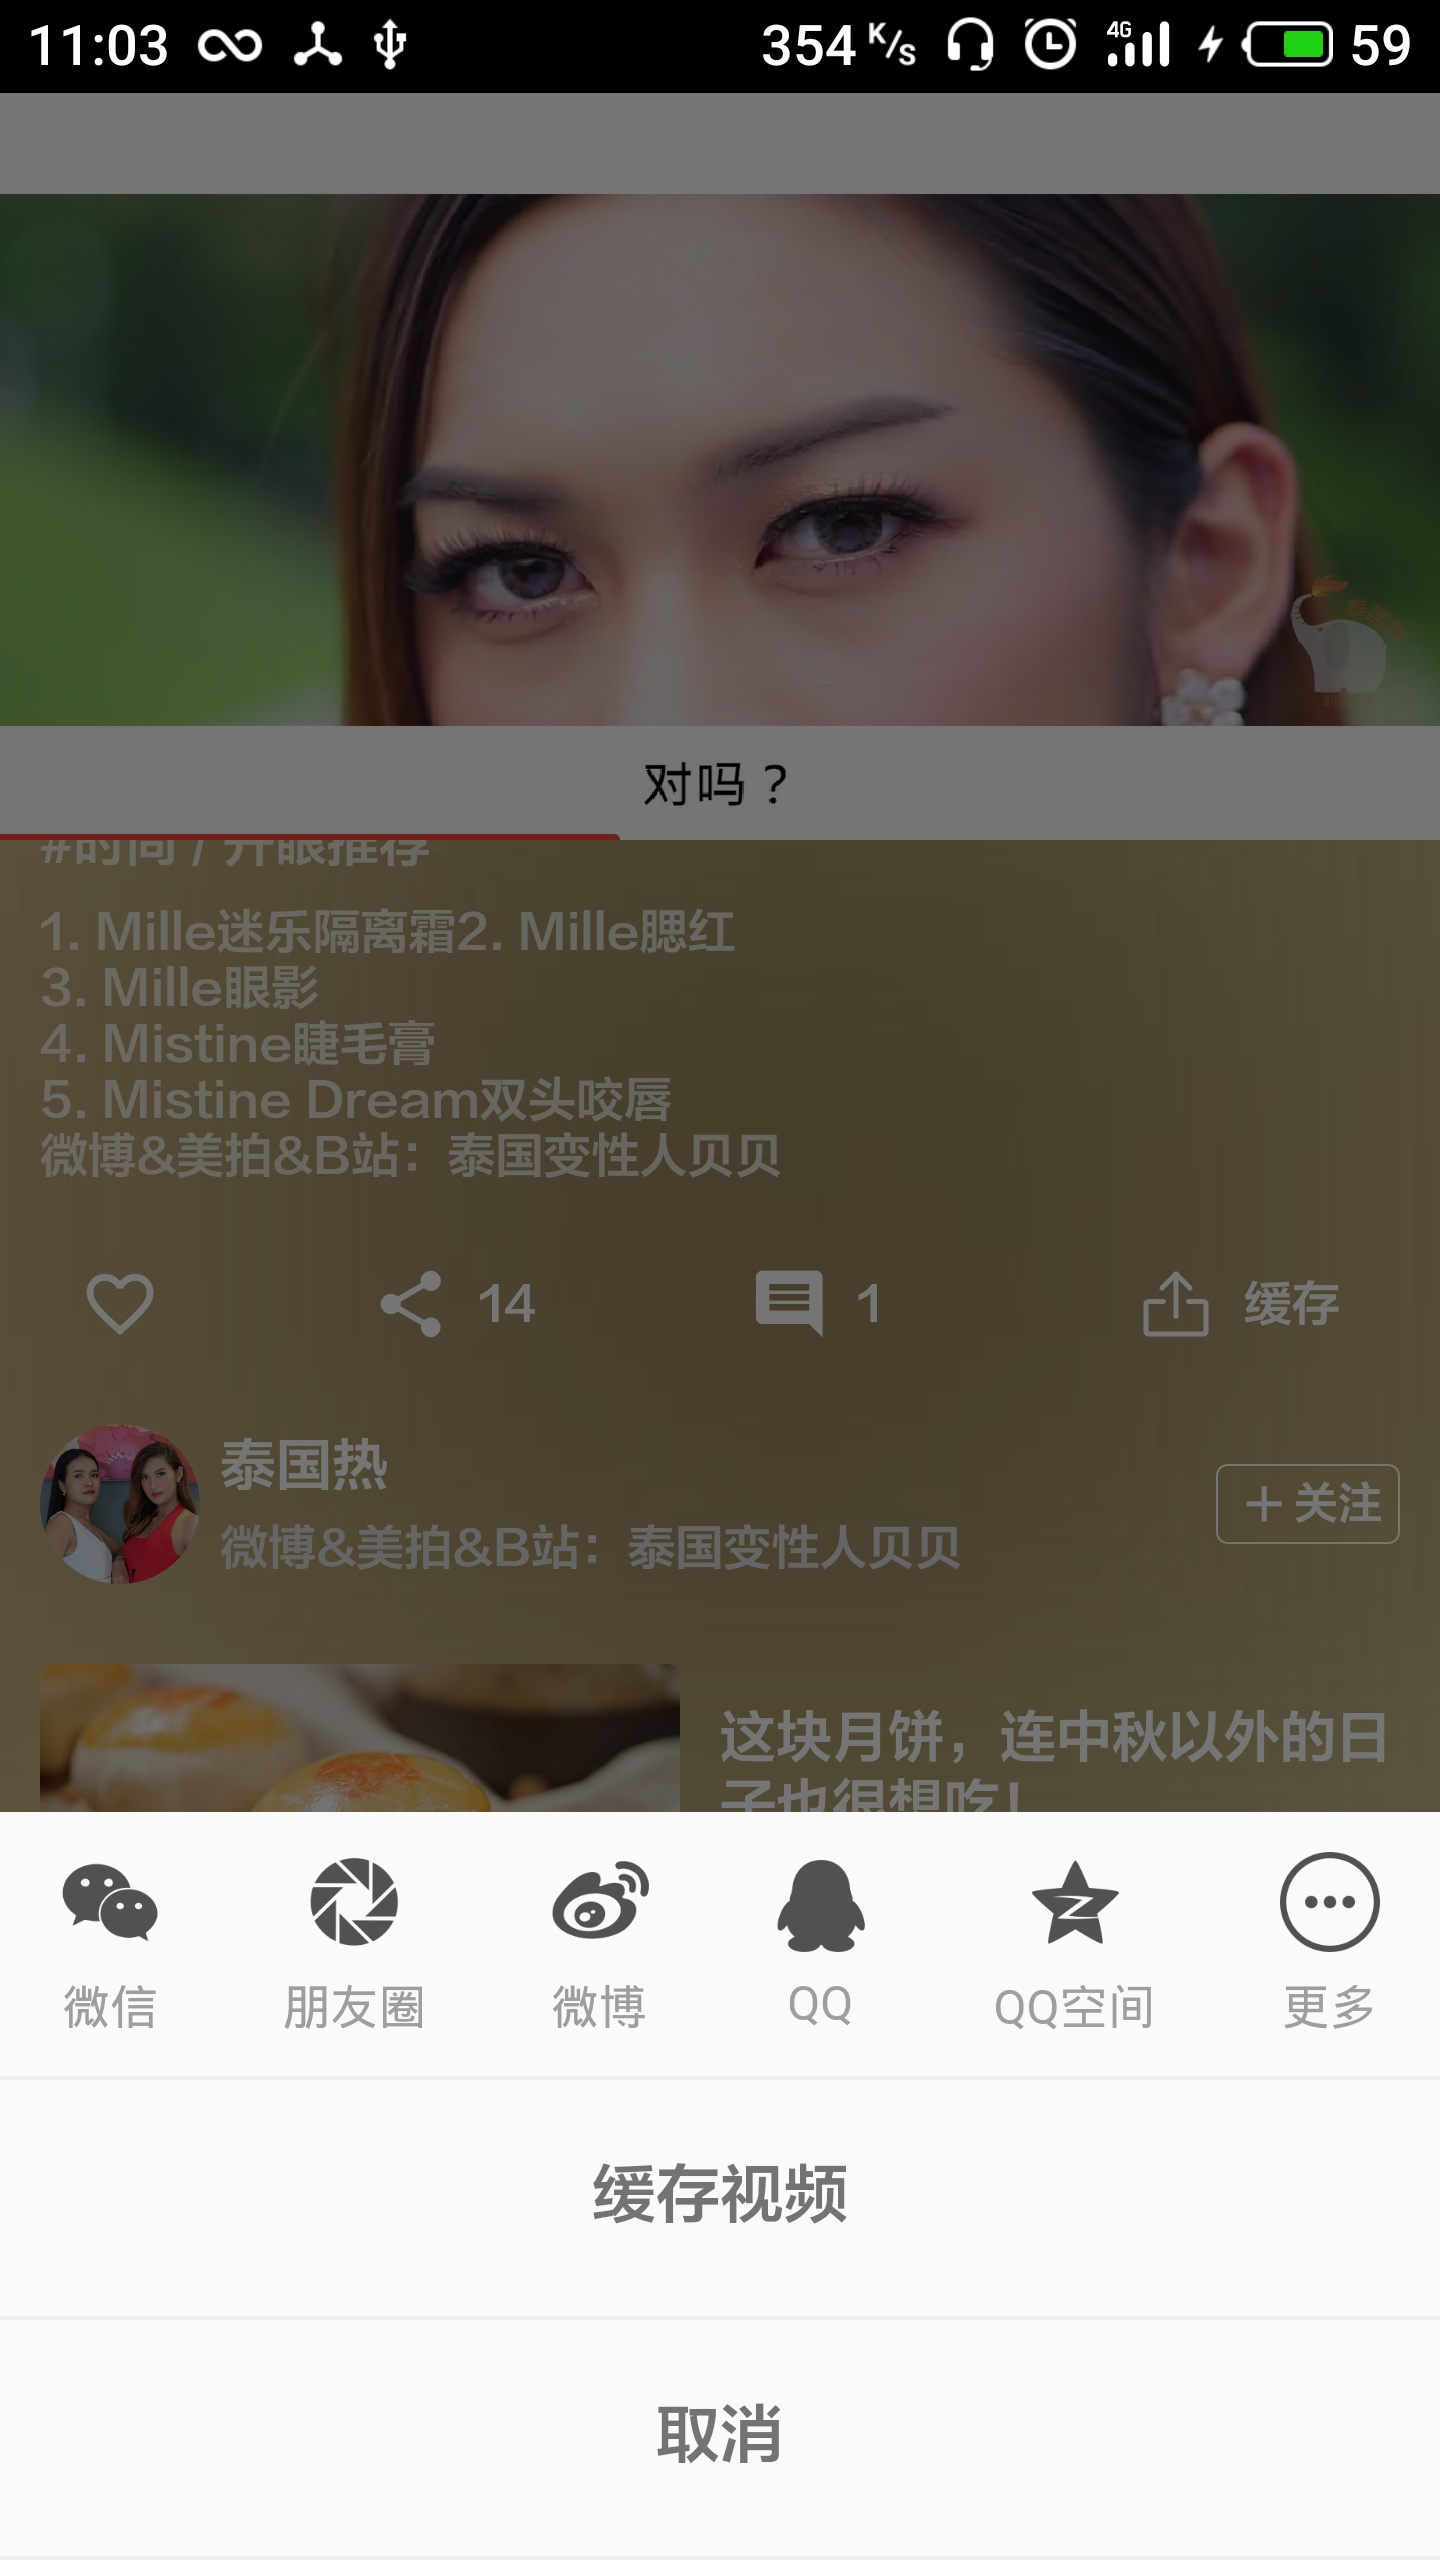 11:03 354 K/s 4G 59
对吗？
#时尚 / 开眼推荐
1. Mille迷乐隔离霜2. Mille腮红
3. Mille眼影
4. Mistine睫毛膏
5. Mistine Dream双头咬唇
微博&美拍&B站：泰国变性人贝贝
14 1 缓存
泰国热
微博&美拍&B站：泰国变性人贝贝
＋关注
这块月饼，连中秋以外的日
子也很想吃！
微信 朋友圈 微博 QQ QQ空间 更多
缓存视频
取消